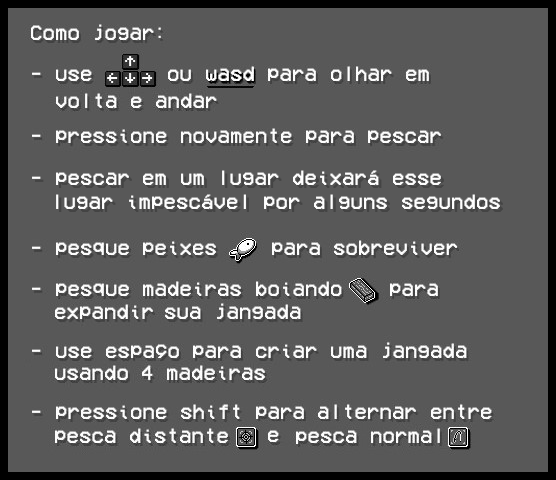 Como jogar:
- use ↑ ← ↓ → ou wasd para olhar em
volta e andar
- pressione novamente para pescar
- pescar em um lugar deixará esse
lugar impescável por alguns segundos
- pesque peixes para sobreviver
- pesque madeiras boiando para
expandir sua jangada
- use espaço para criar uma jangada
usando 4 madeiras
- pressione shift para alternar entre
pesca distante e pesca normal